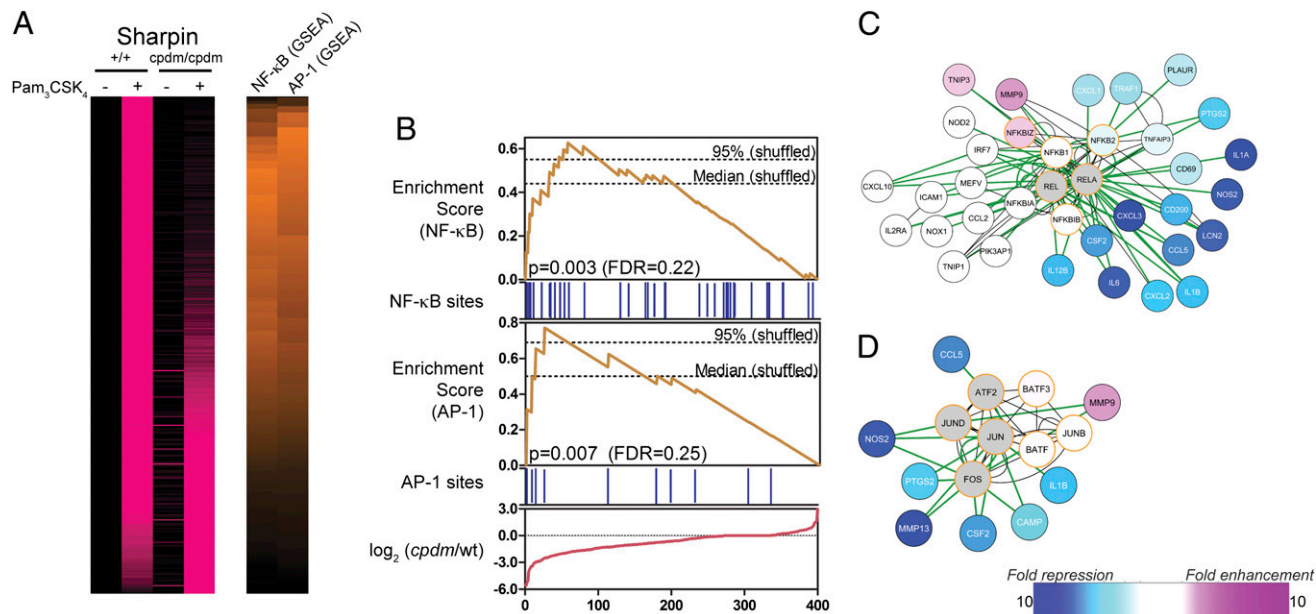 A
Sharpin
+/+
cpdm/cpdm
Pam3CSK4
-
+
-
+
NF-κB (GSEA)
AP-1 (GSEA)
B
Enrichment
Score
(NF-κB)
0.6
0.4
0.2
0.0
95% (shuffled)
Median (shuffled)
p=0.003 (FDR=0.22)
NF-κB sites
Enrichment
Score
(AP-1)
0.8
0.6
0.4
0.2
0.0
95% (shuffled)
Median (shuffled)
p=0.007 (FDR=0.25)
AP-1 sites
log2 (cpdm/wt)
3.0
0.0
-3.0
-6.0
0
100
200
300
400
C
TNIP3
MMP9
CXCL1
TRAF1
PLAUR
PTGS2
NOD2
NFKBIZ
NFKB1
NFKB2
TNFAIP3
IRF7
IL1A
CXCL10
MEFV
REL
RELA
CD69
NOS2
ICAM1
NFKBIA
IL2RA
NOX1
CCL2
NFKBIB
CXCL3
CD200
LCN2
TNIP1
PIK3AP1
CSF2
CCL5
IL12B
IL6
CXCL2
IL1B
D
CCL5
ATF2
BATF3
MMP9
JUND
JUN
JUNB
NOS2
BATF
FOS
PTGS2
IL1B
MMP13
CSF2
CAMP
Fold repression
Fold enhancement
10
10